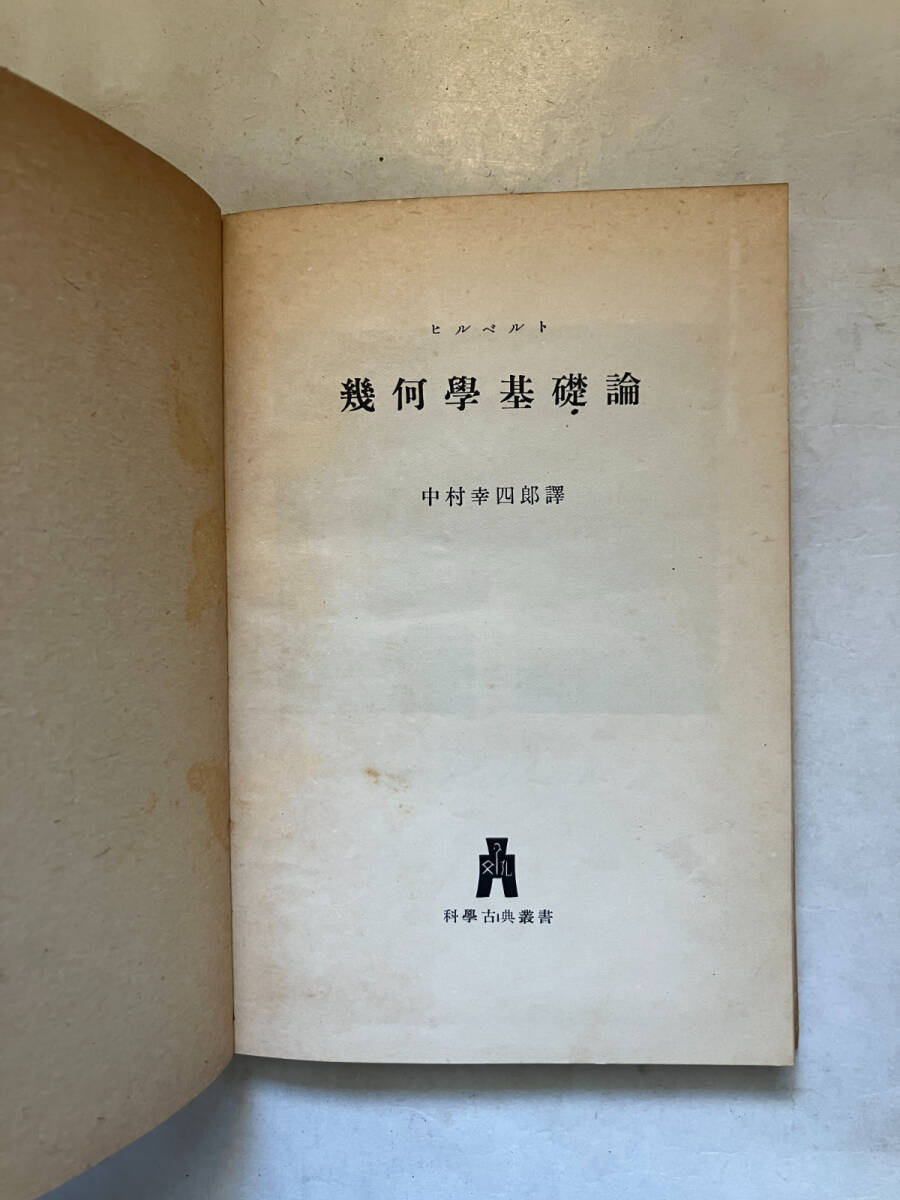 ヒルベルト
幾何學基礎論
中村幸四郎譯
科學古典叢書